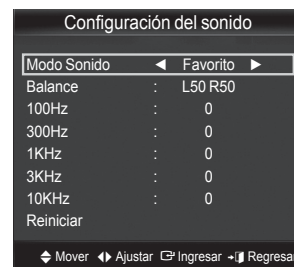 Configuración del sonido
Modo Sonido ◀ Favorito ▶
Balance : L50 R50
100Hz : 0
300Hz : 0
1KHz : 0
3KHz : 0
10KHz : 0
Reiniciar
Mover Ajustar Ingresar Regresar